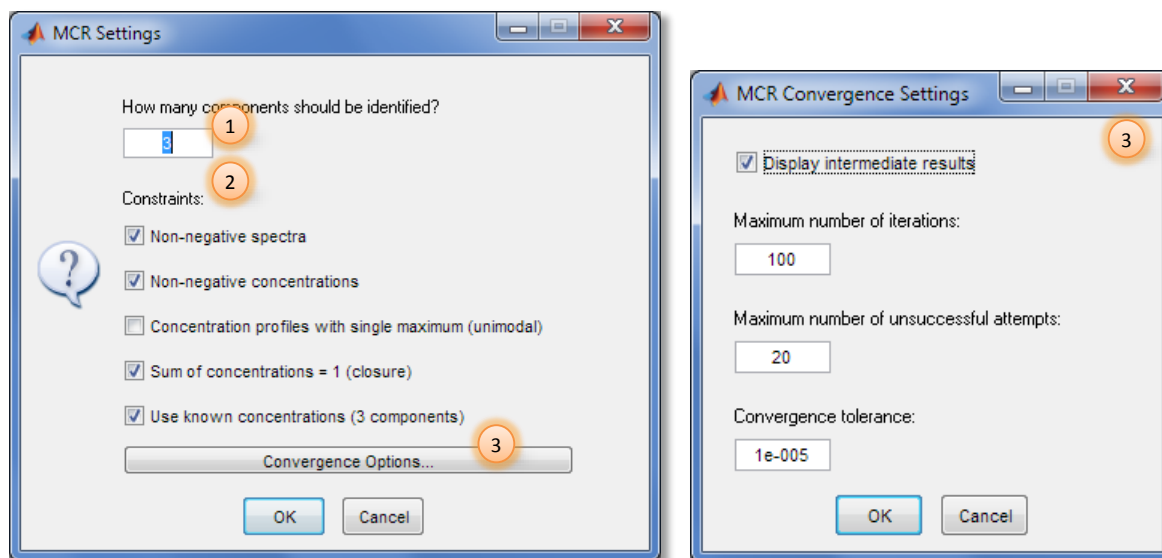 MCR Settings
How many components should be identified?
1
3
2
Constraints:
Non-negative spectra
Non-negative concentrations
Concentration profiles with single maximum (unimodal)
Sum of concentrations = 1 (closure)
Use known concentrations (3 components)
3
Convergence Options...
OK Cancel
MCR Convergence Settings
3
Display intermediate results
Maximum number of iterations:
100
Maximum number of unsuccessful attempts:
20
Convergence tolerance:
1e-005
OK Cancel